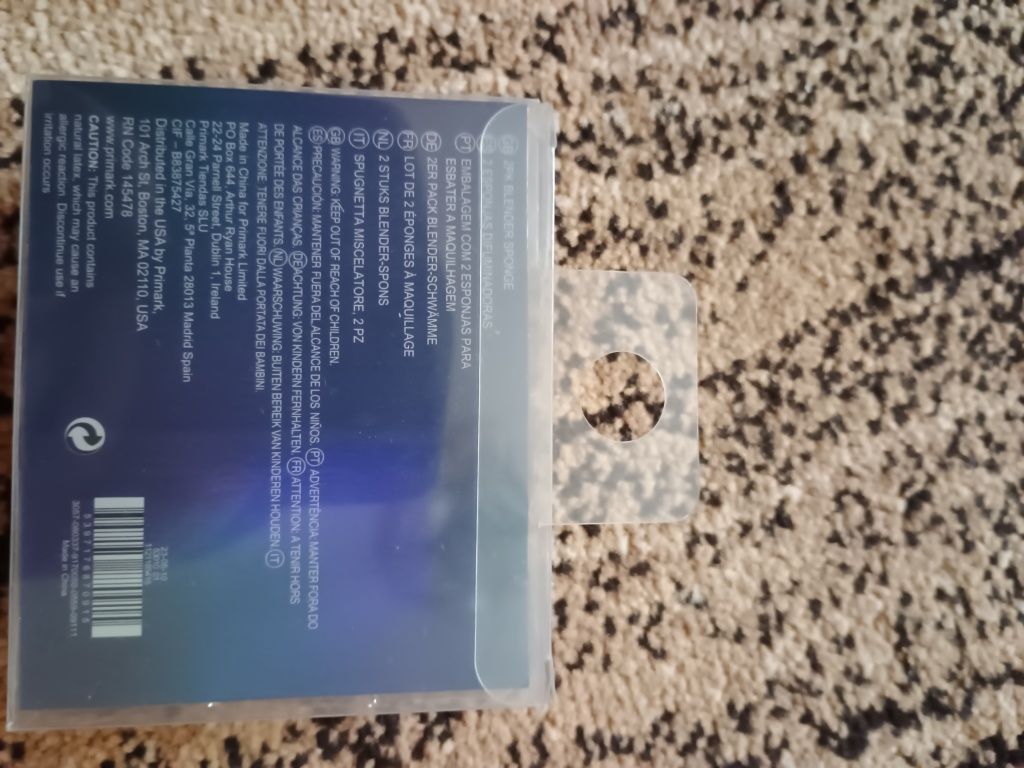 GB 2PK BLENDER SPONGE
ES 2 ESPONJAS DIFUMINADORAS
PT EMBALAGEM COM 2 ESPONJAS PARA
ESBATER A MAQUILHAGEM
DE 2ER PACK BLENDER-SCHWÄMME
FR LOT DE 2 ÉPONGES À MAQUILLAGE
NL 2 STUKS BLENDER-SPONS
IT SPUGNETTA MISCELATORE, 2 PZ
GB WARNING: KEEP OUT OF REACH OF CHILDREN.
ES PRECAUCIÓN: MANTENER FUERA DEL ALCANCE DE LOS NIÑOS. PT ADVERTÊNCIA: MANTER FORA DO
ALCANCE DAS CRIANÇAS. DE ACHTUNG: VON KINDERN FERNHALTEN. FR ATTENTION: A TENIR HORS
DE PORTÉE DES ENFANTS. NL WAARSCHUWING: BUITEN BEREIK VAN KINDEREN HOUDEN. IT
ATTENZIONE: TENERE FUORI DALLA PORTATA DEI BAMBINI.
Made in China for Primark Limited
PO Box 644, Arthur Ryan House
22-24 Parnell Street, Dublin 1, Ireland
Primark Tiendas SLU
Calle Gran Vía, 32, 5ª Planta 28013 Madrid Spain
CIF – B83875427
Distributed in the USA by Primark,
101 Arch St, Boston, MA 02110, USA
R/N Code 145478
www.primark.com
CAUTION: This product contains
natural latex which may cause an
allergic reaction. Discontinue use if
irritation occurs
Made in China